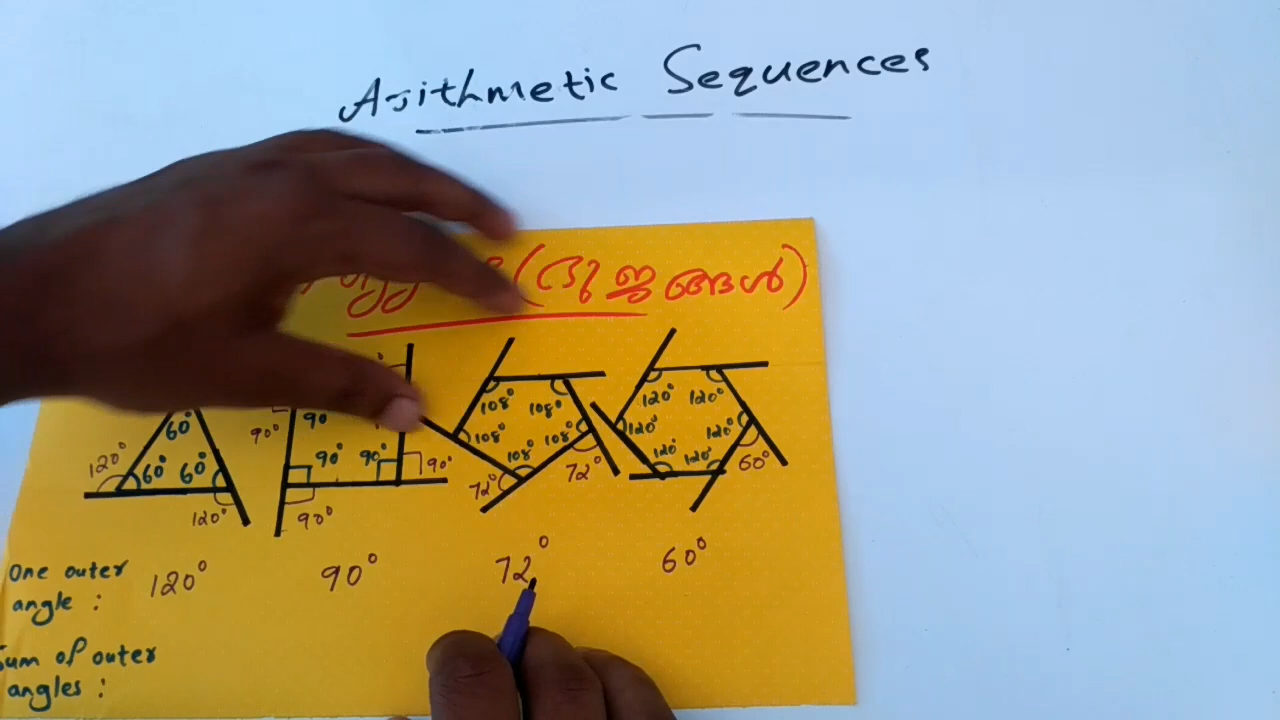 Arithmetic Sequences
(ഭുജങ്ങൾ)
60° 60° 60° 120° 120°
90 90° 90° 90° 90° 90°
108° 108° 108° 108° 108° 72° 72°
120° 120° 120° 120° 120° 120° 60°
One outer angle : 120° 90° 72° 60°
Sum of outer
angles :